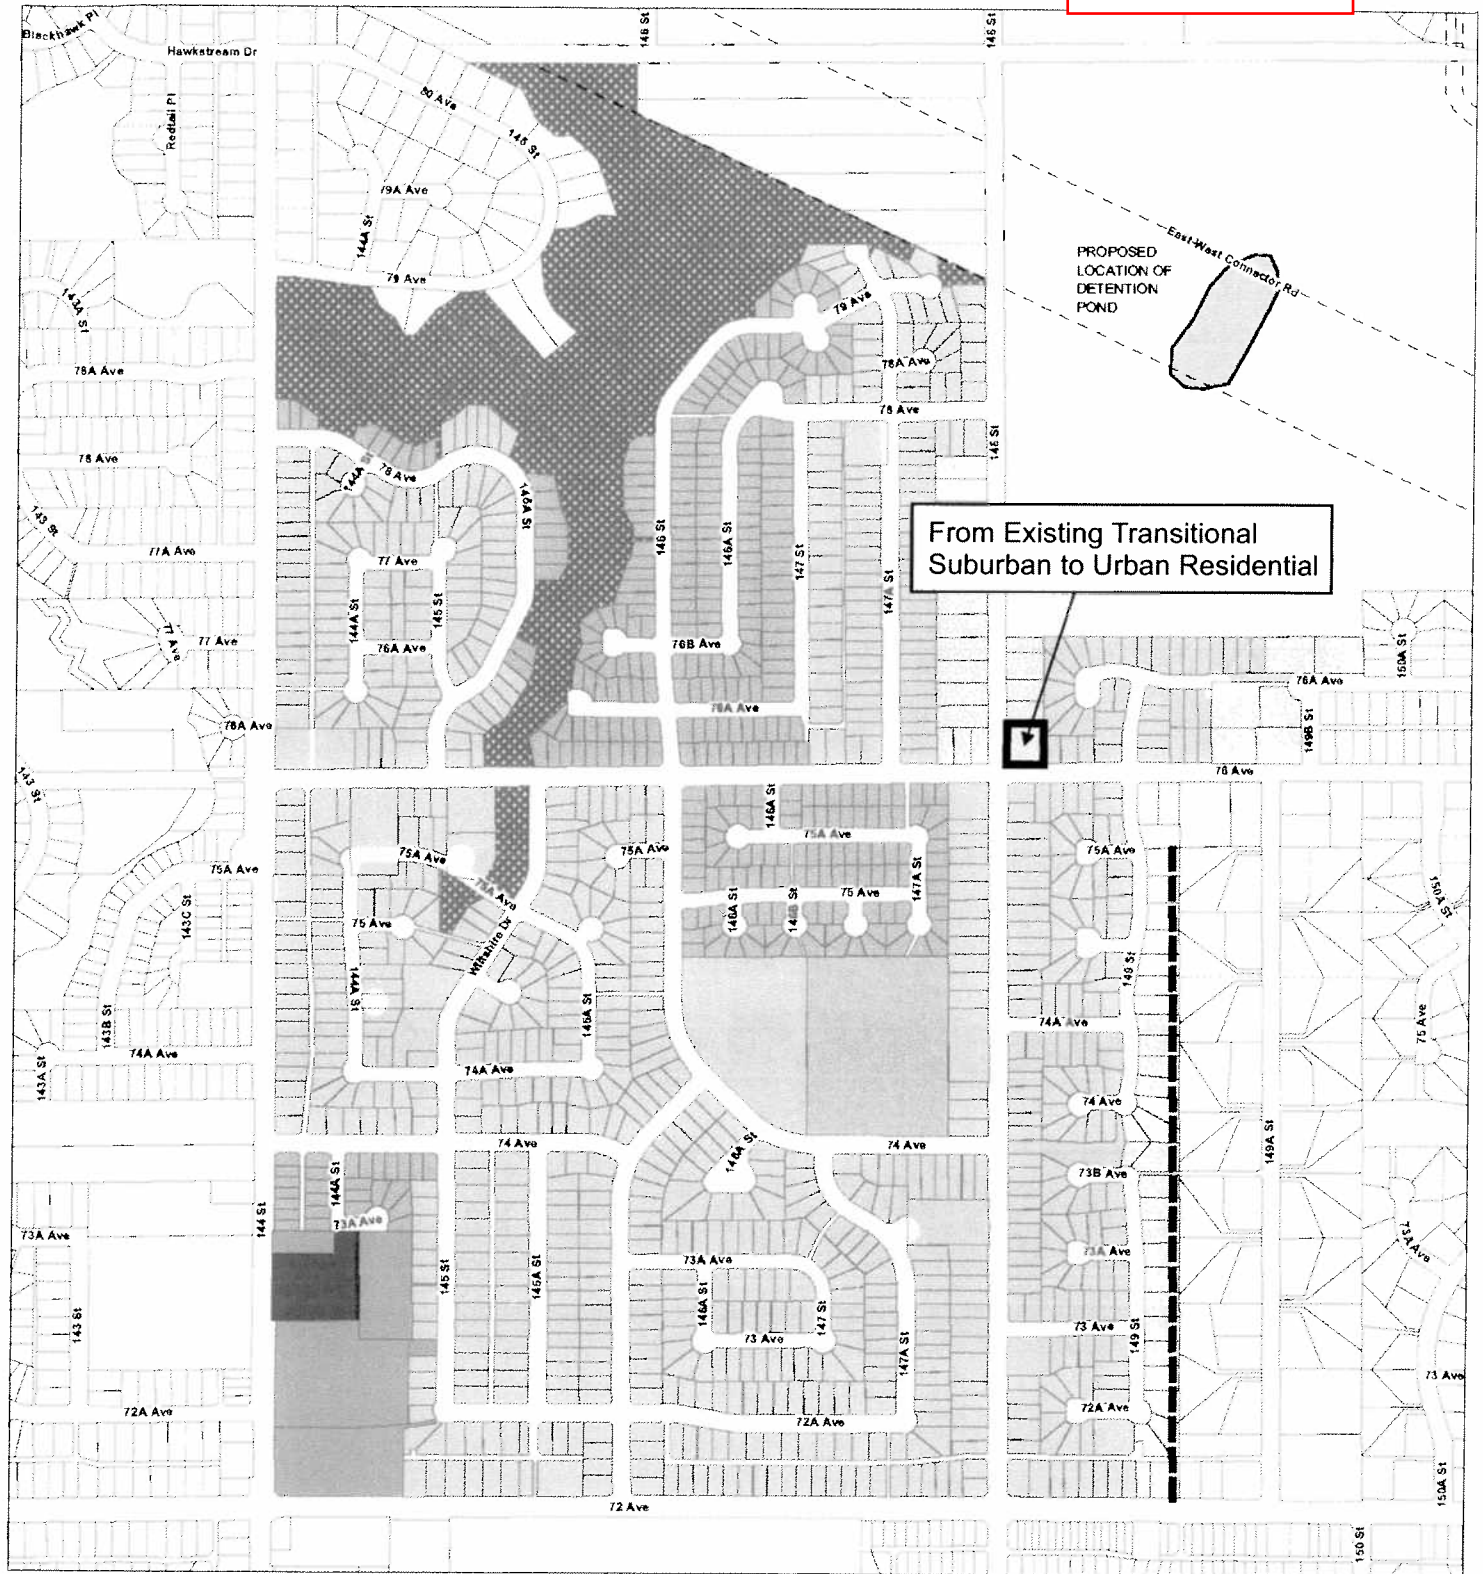 Blackhawk Pl
Hawkstream Dr
146 St
148 St
80 Ave
Redtail Pl
145 St
79A Ave
144A St
79 Ave
East-West Connector Rd
PROPOSED
LOCATION OF
DETENTION
POND
143A St
79 Ave
78A Ave
78A Ave
78 Ave
148 St
78 Ave
144A St
78 Ave
145A St
143 St
77A Ave
77 Ave
146 St
146A St
147 St
147A St
From Existing Transitional
Suburban to Urban Residential
144A St
145 St
77 Ave
77 Ave
76A Ave
76B Ave
150A St
76A Ave
76A Ave
76A Ave
149B St
76 Ave
143 St
146A St
75A Ave
75A Ave
75A Ave
75A Ave
75A Ave
75A Ave
147A St
143C St
75 Ave
Wiltshire Dr
146A St
146B St
75 Ave
150A St
144A St
145A St
149 St
143B St
74A Ave
75 Ave
143A St
74A Ave
74A Ave
74 Ave
74 Ave
74 Ave
149A St
146A St
144A St
73B Ave
144 St
73A Ave
73A Ave
73A Ave
73A Ave
73A Ave
145 St
145A St
146A St
147 St
73 Ave
73 Ave
143 St
149 St
147A St
73 Ave
72A Ave
72A Ave
72A Ave
150A St
72 Ave
150 St